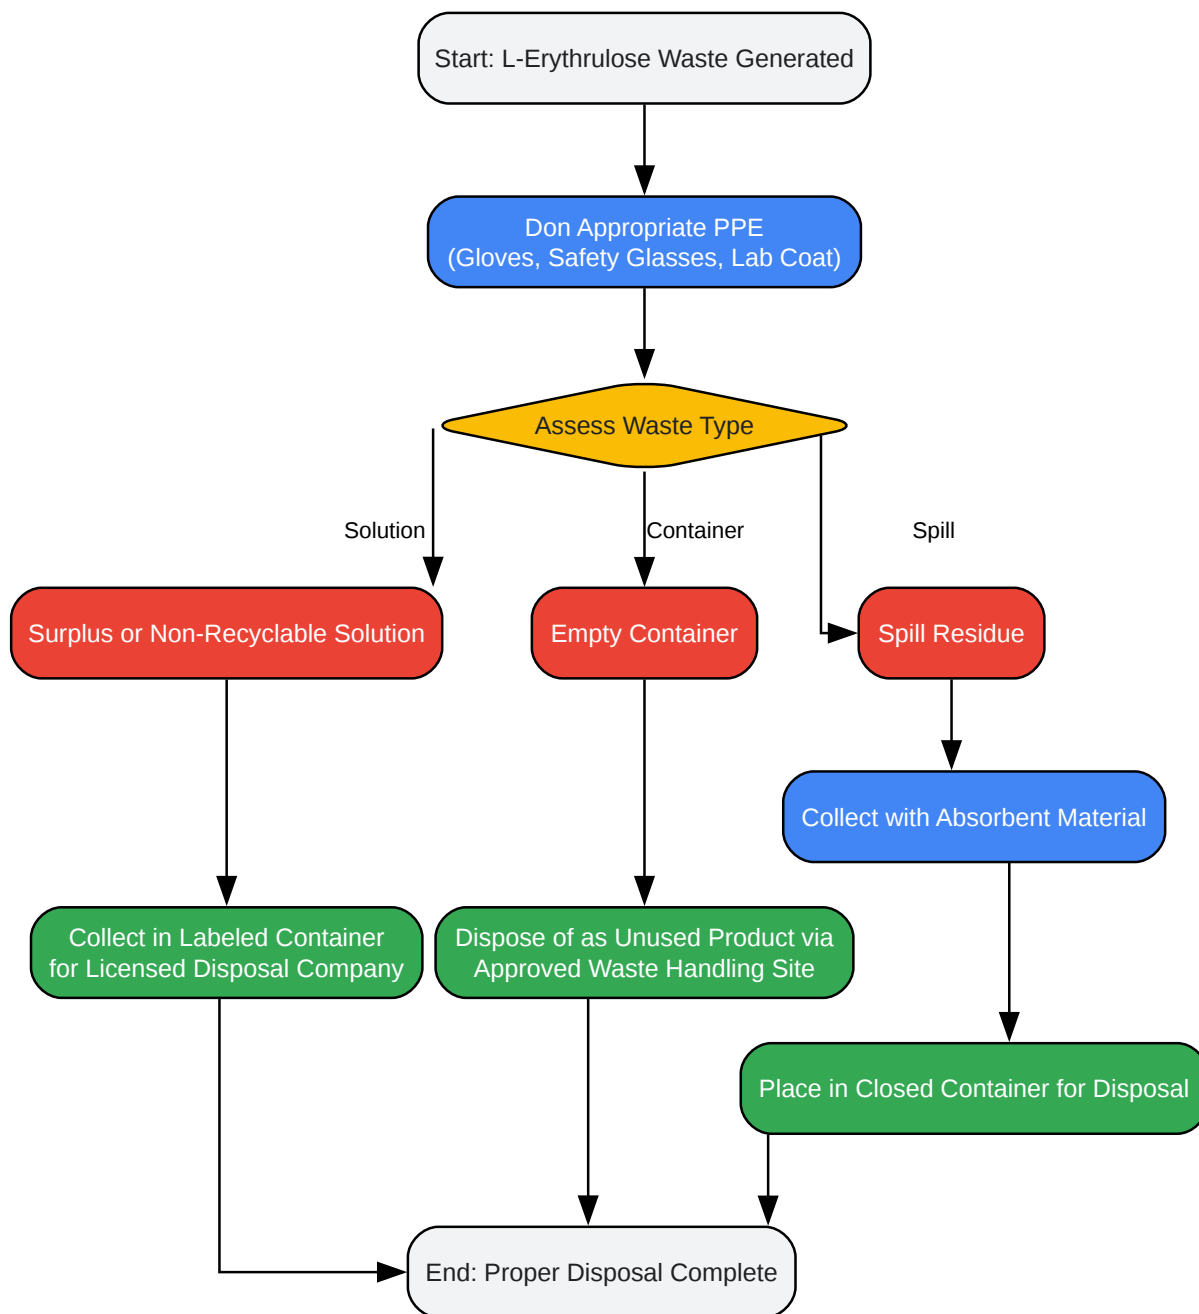 Start: L-Erythrulose Waste Generated
Don Appropriate PPE
(Gloves, Safety Glasses, Lab Coat)
Assess Waste Type
Solution
Container
Spill
Surplus or Non-Recyclable Solution
Empty Container
Spill Residue
Collect with Absorbent Material
Collect in Labeled Container
for Licensed Disposal Company
Dispose of as Unused Product via
Approved Waste Handling Site
Place in Closed Container for Disposal
End: Proper Disposal Complete